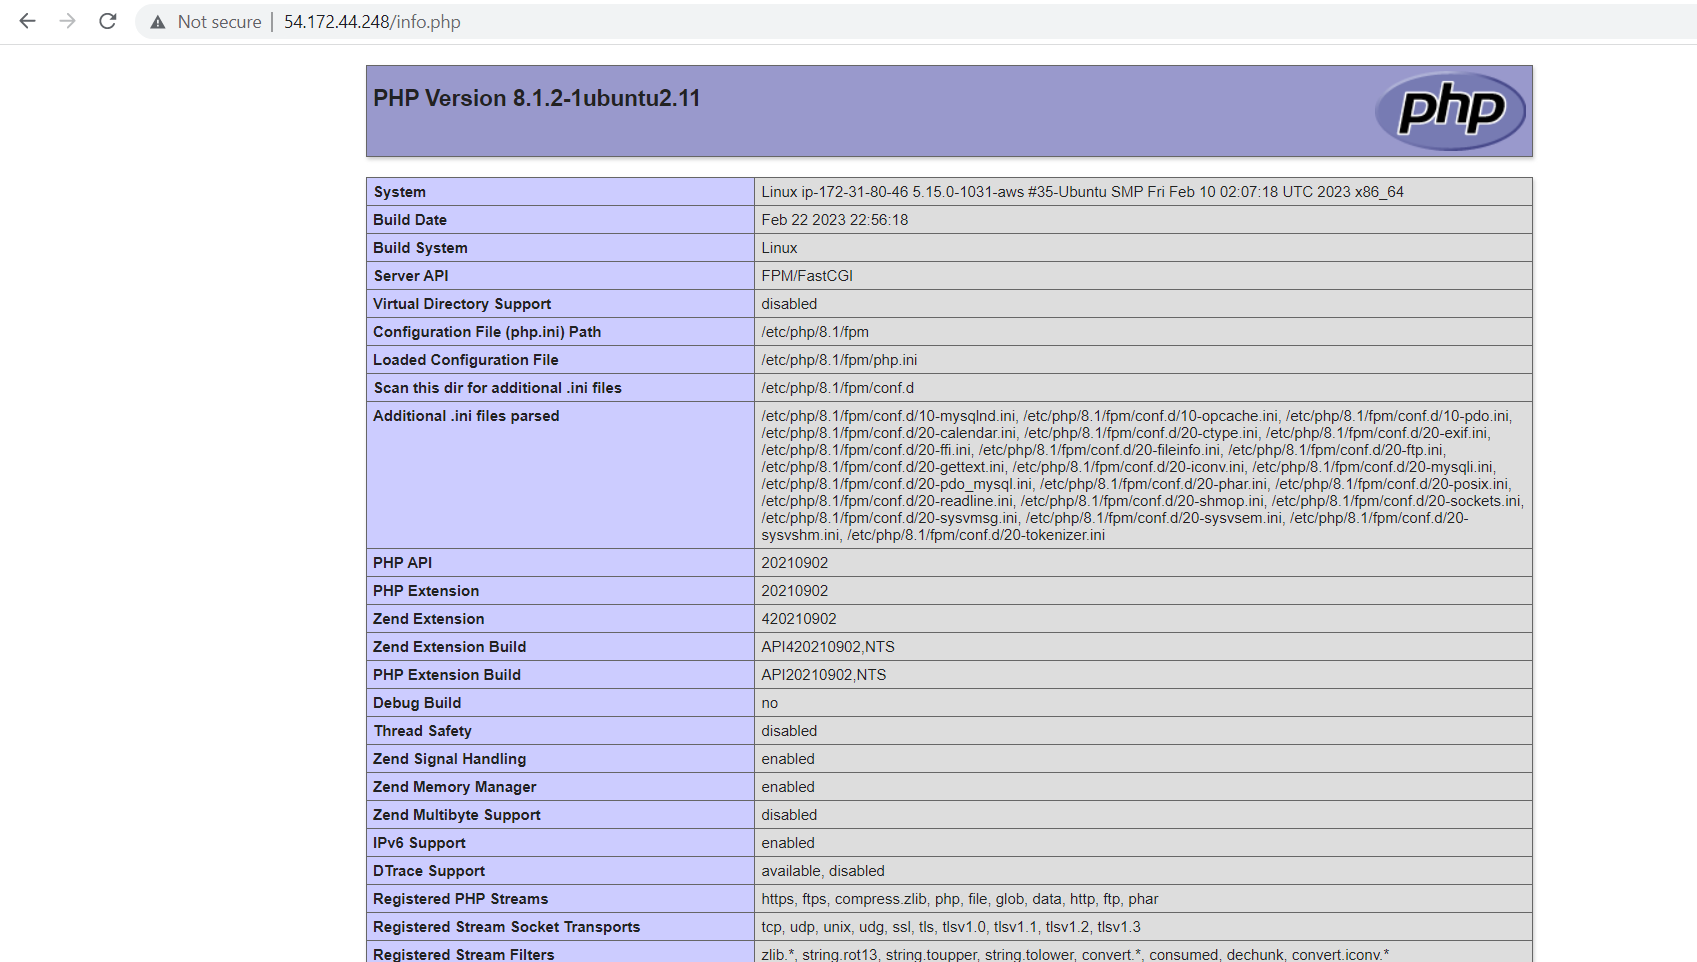 Not secure | 54.172.44.248/info.php
PHP Version 8.1.2-1ubuntu2.11
php
System Linux ip-172-31-80-46 5.15.0-1031-aws #35-Ubuntu SMP Fri Feb 10 02:07:18 UTC 2023 x86_64
Build Date Feb 22 2023 22:56:18
Build System Linux
Server API FPM/FastCGI
Virtual Directory Support disabled
Configuration File (php.ini) Path /etc/php/8.1/fpm
Loaded Configuration File /etc/php/8.1/fpm/php.ini
Scan this dir for additional .ini files /etc/php/8.1/fpm/conf.d
Additional .ini files parsed /etc/php/8.1/fpm/conf.d/10-mysqlnd.ini, /etc/php/8.1/fpm/conf.d/10-opcache.ini, /etc/php/8.1/fpm/conf.d/10-pdo.ini,
/etc/php/8.1/fpm/conf.d/20-calendar.ini, /etc/php/8.1/fpm/conf.d/20-ctype.ini, /etc/php/8.1/fpm/conf.d/20-exif.ini,
/etc/php/8.1/fpm/conf.d/20-ffi.ini, /etc/php/8.1/fpm/conf.d/20-fileinfo.ini, /etc/php/8.1/fpm/conf.d/20-ftp.ini,
/etc/php/8.1/fpm/conf.d/20-gettext.ini, /etc/php/8.1/fpm/conf.d/20-iconv.ini, /etc/php/8.1/fpm/conf.d/20-mysqli.ini,
/etc/php/8.1/fpm/conf.d/20-pdo_mysql.ini, /etc/php/8.1/fpm/conf.d/20-phar.ini, /etc/php/8.1/fpm/conf.d/20-posix.ini,
/etc/php/8.1/fpm/conf.d/20-readline.ini, /etc/php/8.1/fpm/conf.d/20-shmop.ini, /etc/php/8.1/fpm/conf.d/20-sockets.ini,
/etc/php/8.1/fpm/conf.d/20-sysvmsg.ini, /etc/php/8.1/fpm/conf.d/20-sysvsem.ini, /etc/php/8.1/fpm/conf.d/20-
sysvshm.ini, /etc/php/8.1/fpm/conf.d/20-tokenizer.ini
PHP API 20210902
PHP Extension 20210902
Zend Extension 420210902
Zend Extension Build API420210902,NTS
PHP Extension Build API20210902,NTS
Debug Build no
Thread Safety disabled
Zend Signal Handling enabled
Zend Memory Manager enabled
Zend Multibyte Support disabled
IPv6 Support enabled
DTrace Support available, disabled
Registered PHP Streams https, ftps, compress.zlib, php, file, glob, data, http, ftp, phar
Registered Stream Socket Transports tcp, udp, unix, udg, ssl, tls, tlsv1.0, tlsv1.1, tlsv1.2, tlsv1.3
Registered Stream Filters zlib.*, string.rot13, string.toupper, string.tolower, convert.*, consumed, dechunk, convert.iconv.*